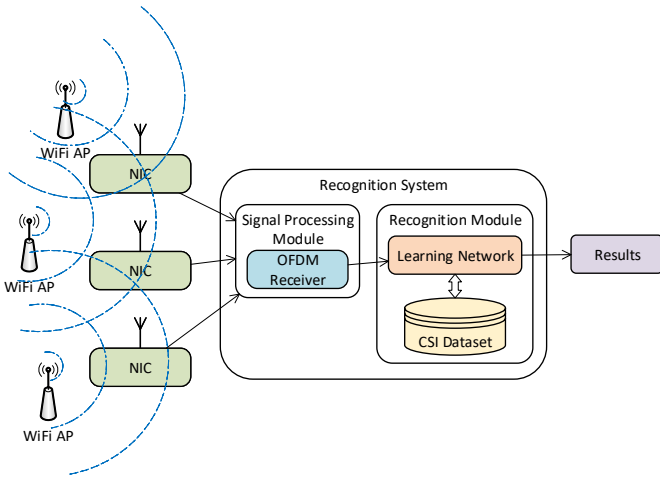 WiFi AP
NIC
WiFi AP
NIC
WiFi AP
NIC
Recognition System
Signal Processing
Module
OFDM
Receiver
Recognition Module
Learning Network
CSI Dataset
Results